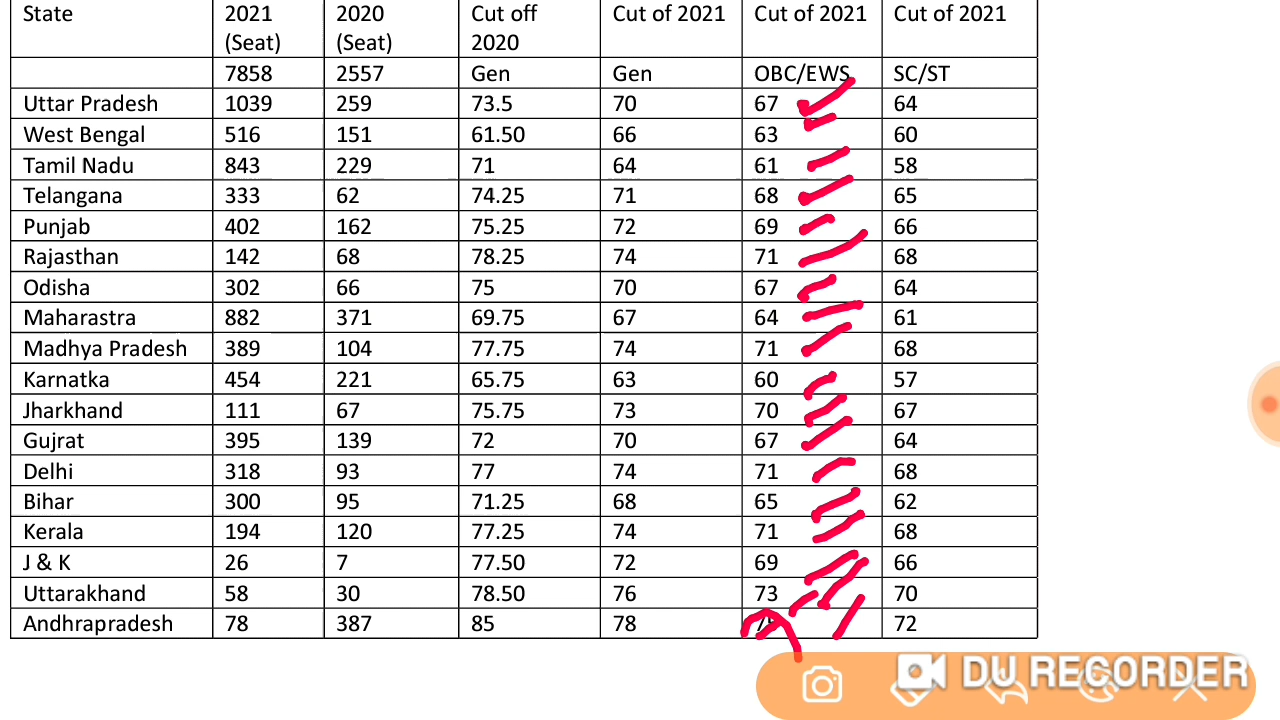 State 2021 (Seat) 2020 (Seat) Cut off 2020 Cut of 2021 Cut of 2021 Cut of 2021
7858 2557 Gen Gen OBC/EWS SC/ST
Uttar Pradesh 1039 259 73.5 70 67 64
West Bengal 516 151 61.50 66 63 60
Tamil Nadu 843 229 71 64 61 58
Telangana 333 62 74.25 71 68 65
Punjab 402 162 75.25 72 69 66
Rajasthan 142 68 78.25 74 71 68
Odisha 302 66 75 70 67 64
Maharastra 882 371 69.75 67 64 61
Madhya Pradesh 389 104 77.75 74 71 68
Karnatka 454 221 65.75 63 60 57
Jharkhand 111 67 75.75 73 70 67
Gujrat 395 139 72 70 67 64
Delhi 318 93 77 74 71 68
Bihar 300 95 71.25 68 65 62
Kerala 194 120 77.25 74 71 68
J & K 26 7 77.50 72 69 66
Uttarakhand 58 30 78.50 76 73 70
Andhrapradesh 78 387 85 78 72
DU RECORDER